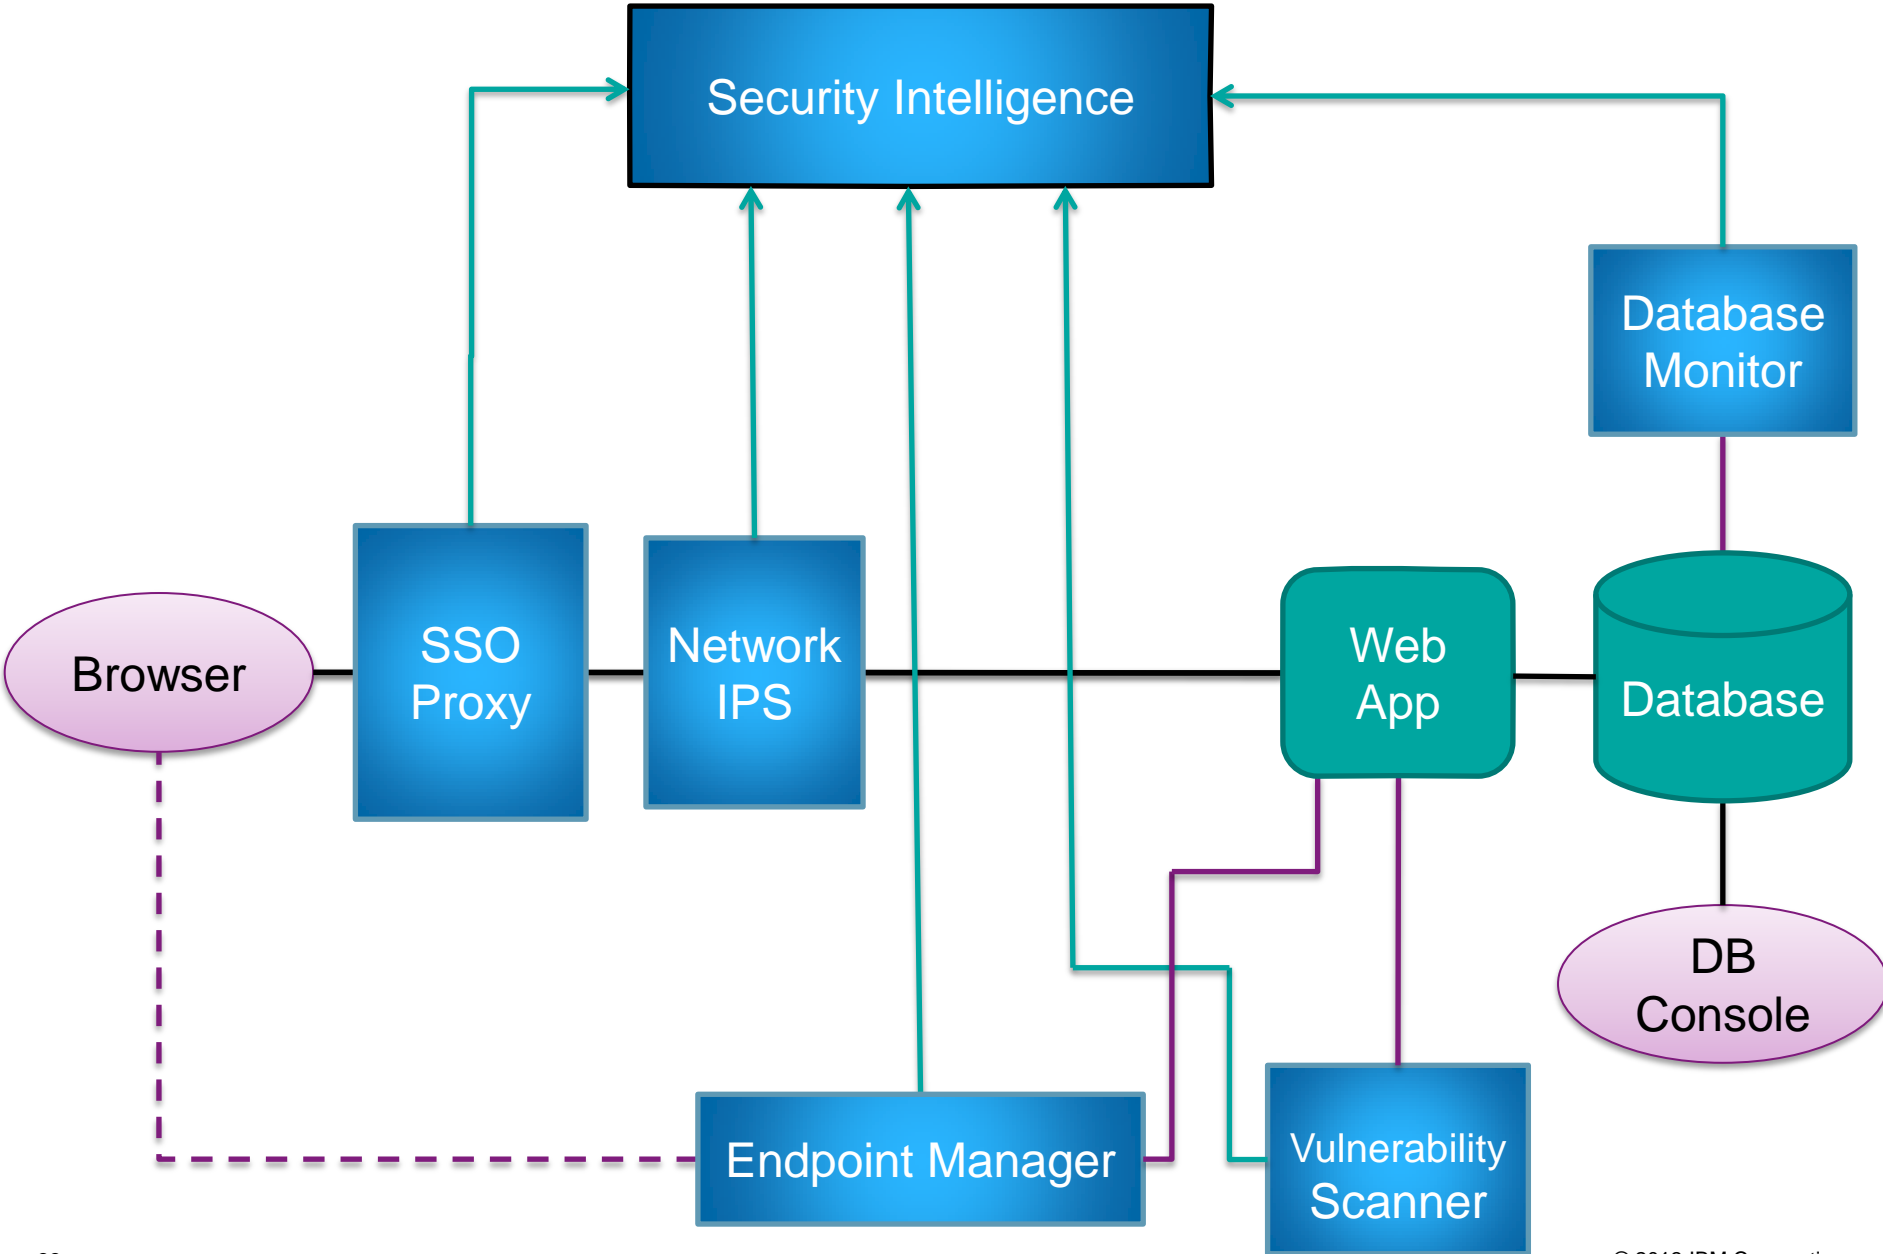 Security Intelligence
Database
Monitor
SSO
Proxy
Network
IPS
Web
App
Browser
Database
DB
Console
Endpoint Manager
Vulnerability
Scanner